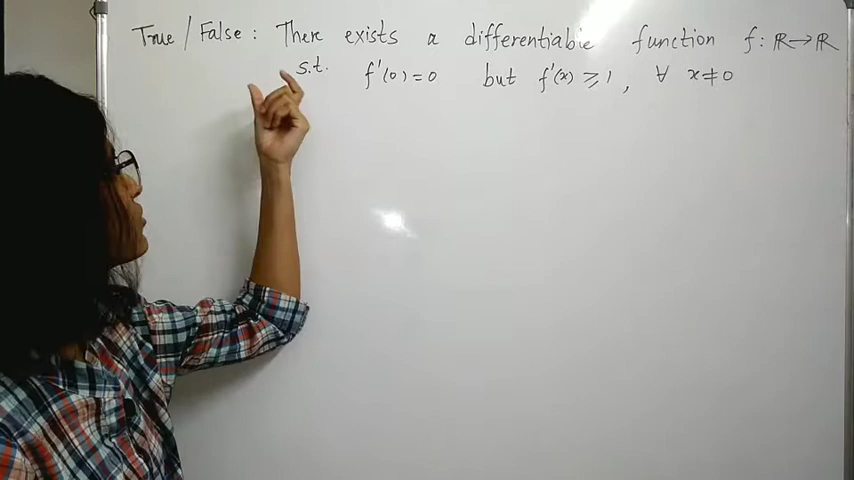 True / False : There exists a differentiable function f: ℝ→ℝ
s.t. f'(0) = 0 but f'(x) ≥ 1, ∀ x ≠ 0